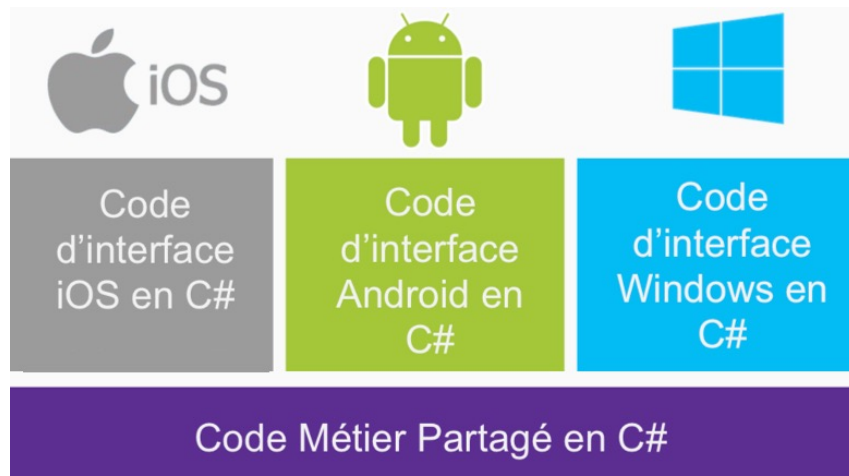 iOS
Code
d’interface
iOS en C#
Code
d’interface
Android en
C#
Code
d’interface
Windows en
C#
Code Métier Partagé en C#